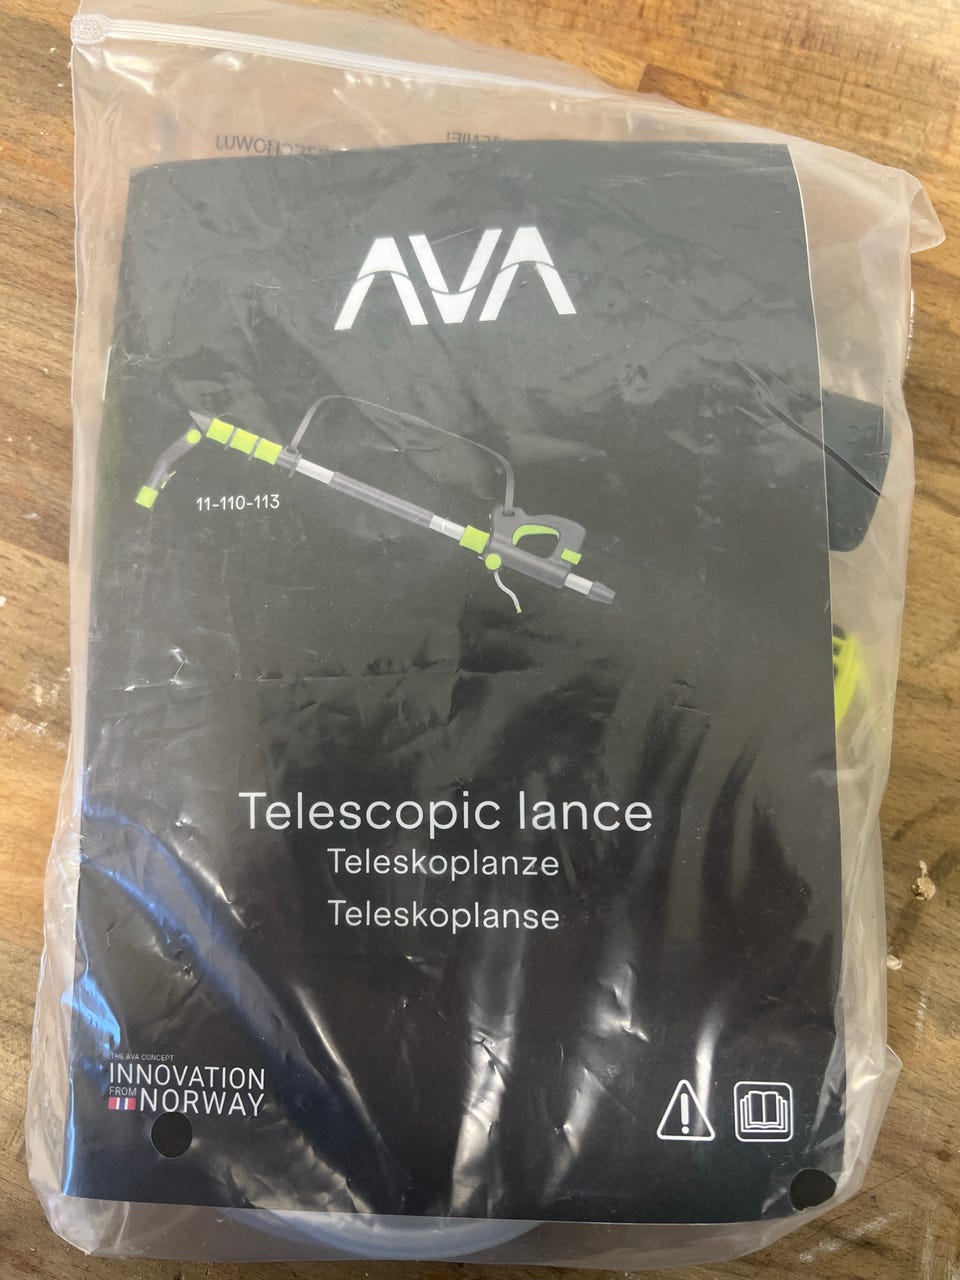 AVA
11-110-113
Telescopic lance
Teleskoplanze
Teleskoplanse
THE AVA CONCEPT
INNOVATION
FROM NORWAY